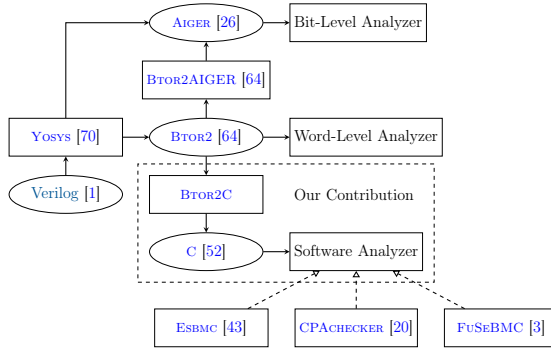 AIGER [26]
Bit-Level Analyzer
BTOR2AIGER [64]
YOSYS [70]
BTOR2 [64]
Word-Level Analyzer
Verilog [1]
BTOR2C
Our Contribution
C [52]
Software Analyzer
ESBMC [43]
CPACHECKER [20]
FUSEBMC [3]